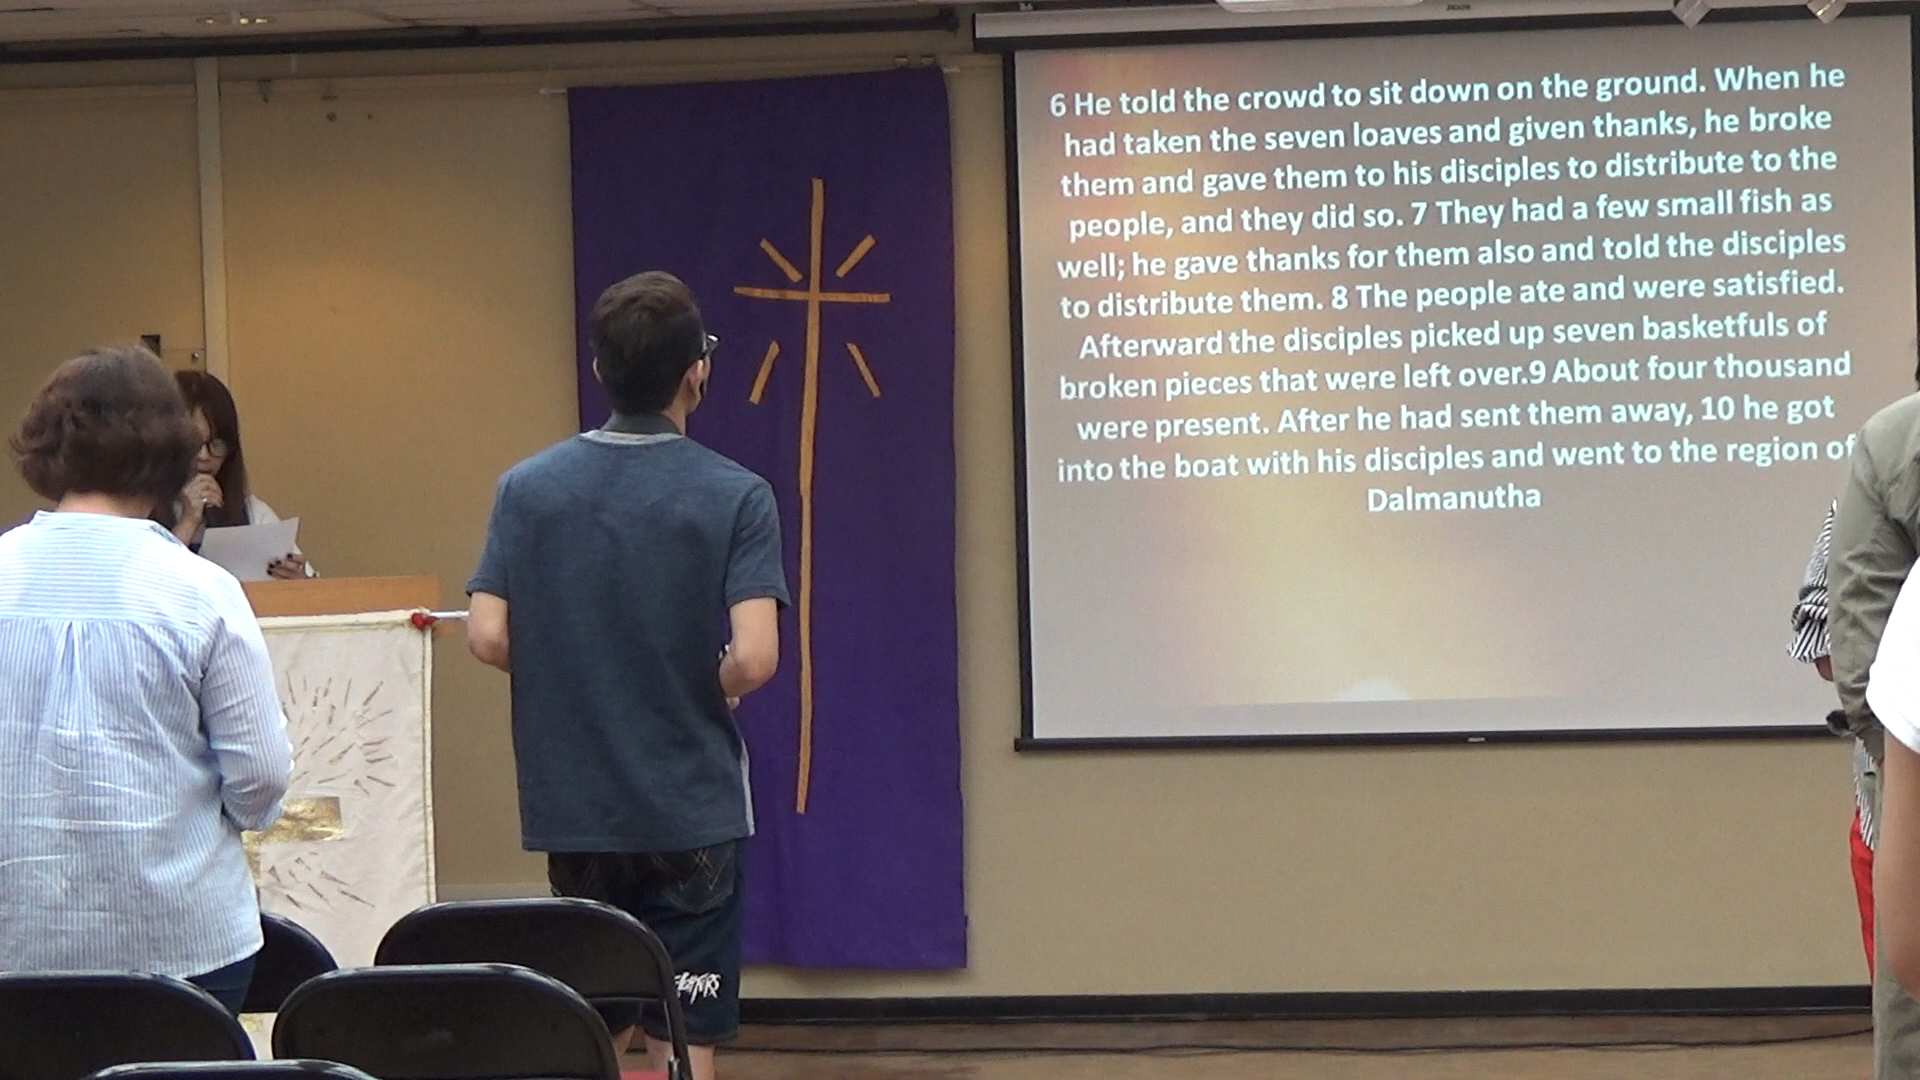 6 He told the crowd to sit down on the ground. When he
had taken the seven loaves and given thanks, he broke
them and gave them to his disciples to distribute to the
people, and they did so. 7 They had a few small fish as
well; he gave thanks for them also and told the disciples
to distribute them. 8 The people ate and were satisfied.
Afterward the disciples picked up seven basketfuls of
broken pieces that were left over.9 About four thousand
were present. After he had sent them away, 10 he got
into the boat with his disciples and went to the region of
Dalmanutha